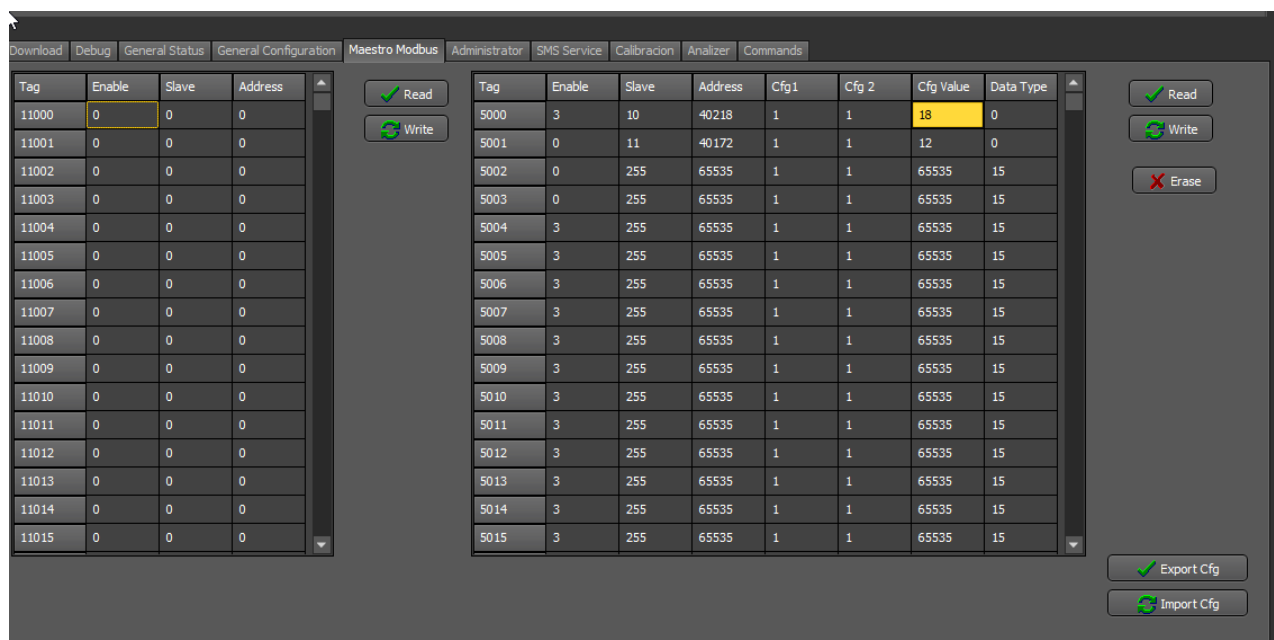 Download Debug General Status General Configuration Maestro Modbus Administrator SMS Service Calibracion Analizer Commands
Tag Enable Slave Address
11000 0 0 0
11001 0 0 0
11002 0 0 0
11003 0 0 0
11004 0 0 0
11005 0 0 0
11006 0 0 0
11007 0 0 0
11008 0 0 0
11009 0 0 0
11010 0 0 0
11011 0 0 0
11012 0 0 0
11013 0 0 0
11014 0 0 0
11015 0 0 0
Read
Write
Tag Enable Slave Address Cfg1 Cfg 2 Cfg Value Data Type
5000 3 10 40218 1 1 18 0
5001 0 11 40172 1 1 12 0
5002 0 255 65535 1 1 65535 15
5003 0 255 65535 1 1 65535 15
5004 3 255 65535 1 1 65535 15
5005 3 255 65535 1 1 65535 15
5006 3 255 65535 1 1 65535 15
5007 3 255 65535 1 1 65535 15
5008 3 255 65535 1 1 65535 15
5009 3 255 65535 1 1 65535 15
5010 3 255 65535 1 1 65535 15
5011 3 255 65535 1 1 65535 15
5012 3 255 65535 1 1 65535 15
5013 3 255 65535 1 1 65535 15
5014 3 255 65535 1 1 65535 15
5015 3 255 65535 1 1 65535 15
Read
Write
Erase
Export Cfg
Import Cfg